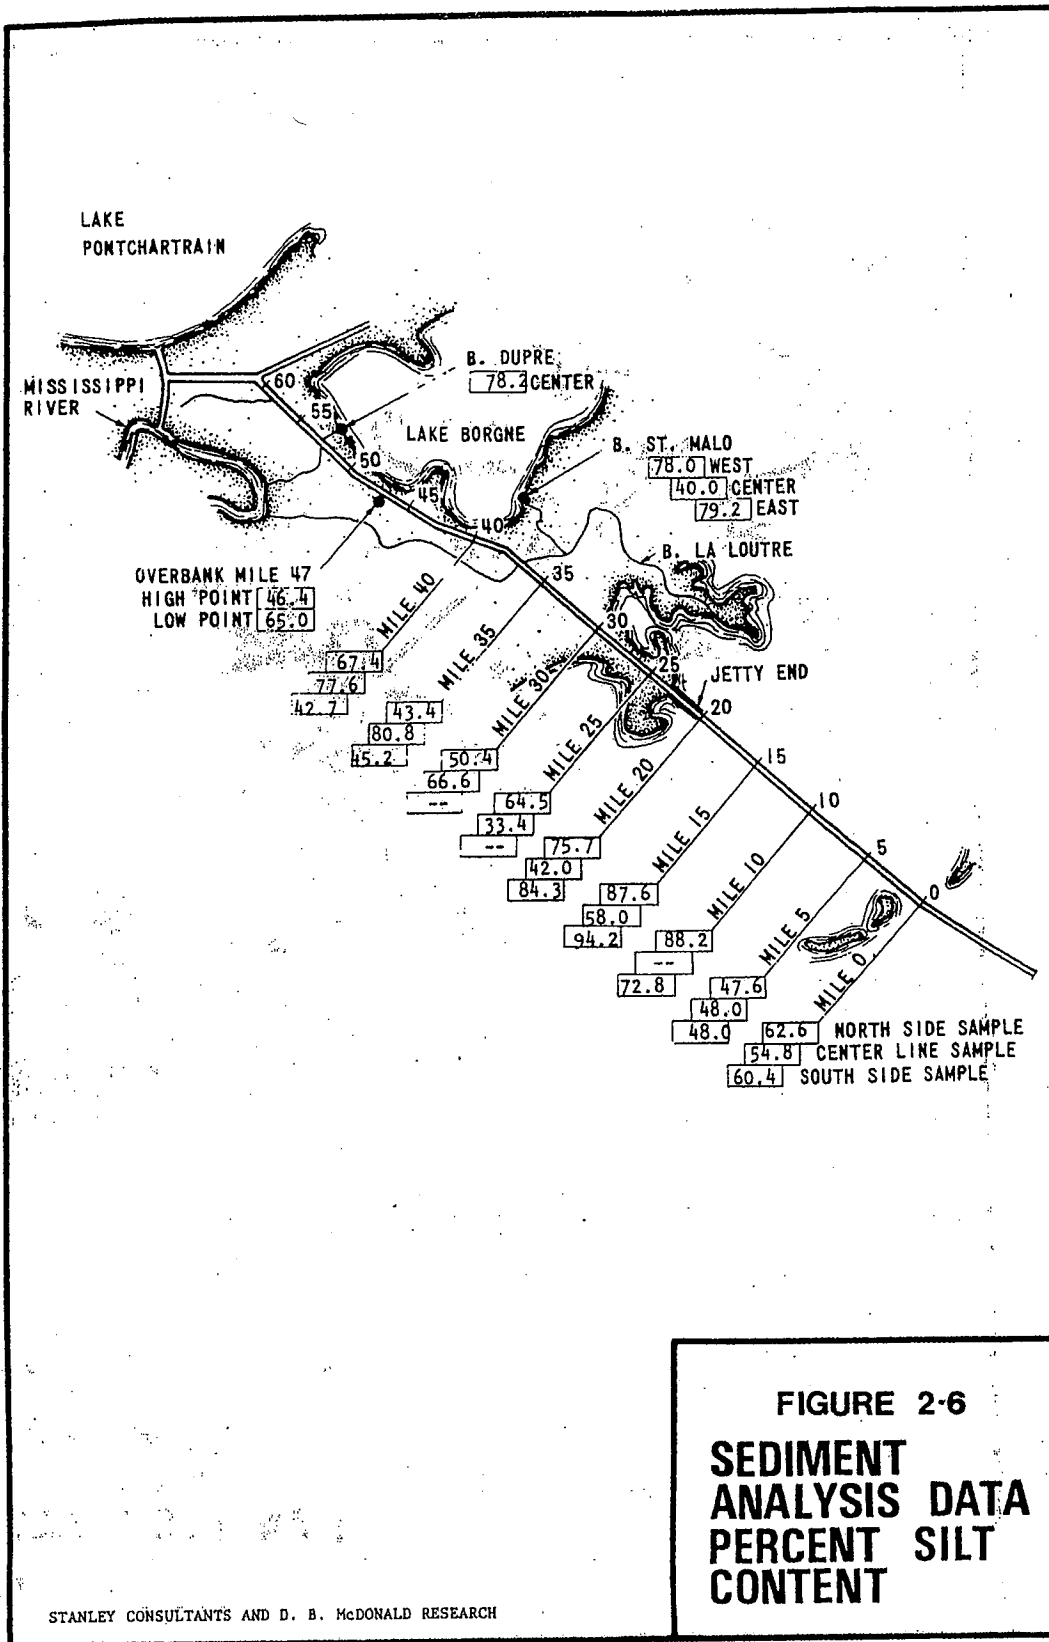 LAKE
PONTCHARTRAIN
MISSISSIPPI
RIVER
60
55
50
45
40
35
30
25
20
15
10
5
0
B. DUPRE
78.2 CENTER
LAKE BORGNE
B. ST. MALO
78.0 WEST
40.0 CENTER
79.2 EAST
B. LA LOUTRE
JETTY END
OVERBANK MILE 47
HIGH POINT 46.4
LOW POINT 65.0
MILE 40
67.4
77.6
42.7
MILE 35
43.4
80.8
45.2
MILE 30
50.4
66.6
--
MILE 25
64.5
33.4
--
MILE 20
75.7
42.0
84.3
MILE 15
87.6
58.0
94.2
MILE 10
88.2
--
72.8
MILE 5
47.6
48.0
48.0
MILE 0
62.6 NORTH SIDE SAMPLE
54.8 CENTER LINE SAMPLE
60.4 SOUTH SIDE SAMPLE
FIGURE 2-6
SEDIMENT
ANALYSIS DATA
PERCENT SILT
CONTENT
STANLEY CONSULTANTS AND D. B. McDONALD RESEARCH